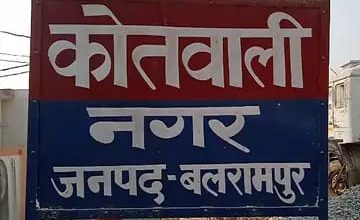 कोतवाली
नगर
जनपद-बलरामपुर